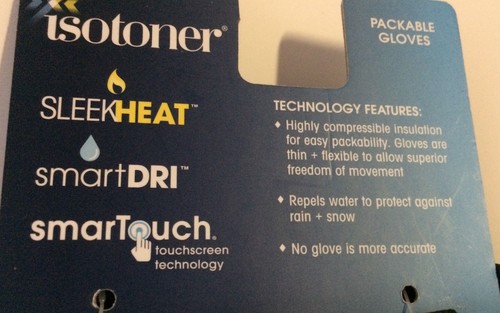 isotoner®
PACKABLE
GLOVES
SLEEKHEAT™
smartDRI™
smarTouch®
touchscreen
technology
TECHNOLOGY FEATURES:
♦ Highly compressible insulation
for easy packability. Gloves are
thin + flexible to allow superior
freedom of movement
♦ Repels water to protect against
rain + snow
♦ No glove is more accurate